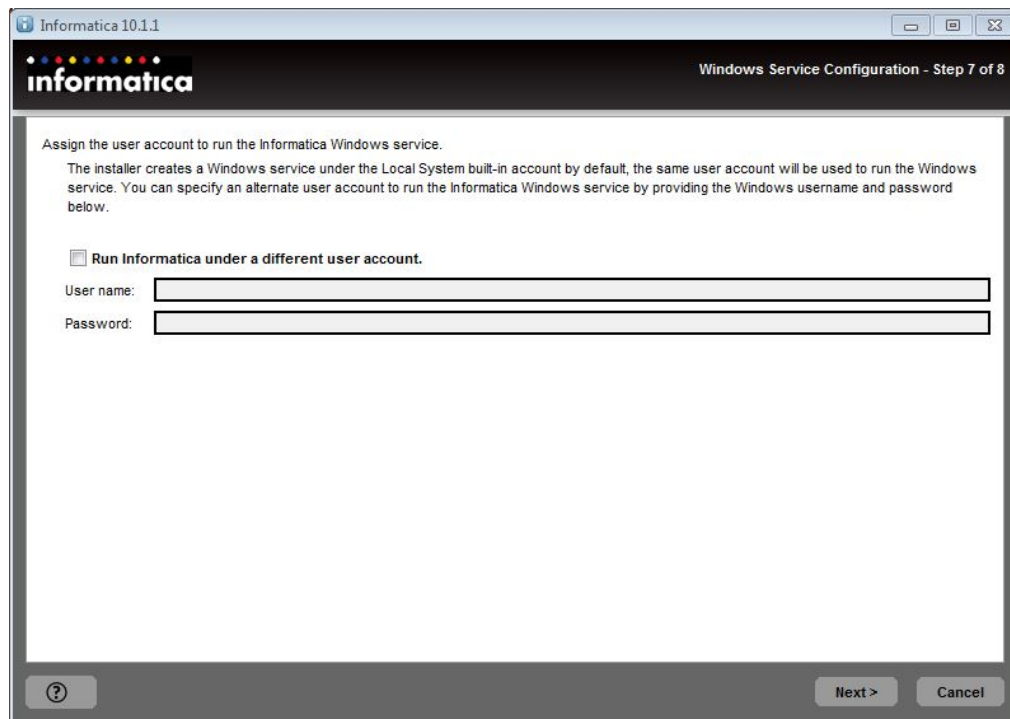 Informatica 10.1.1
informatica
Windows Service Configuration - Step 7 of 8
Assign the user account to run the Informatica Windows service.
The installer creates a Windows service under the Local System built-in account by default, the same user account will be used to run the Windows
service. You can specify an alternate user account to run the Informatica Windows service by providing the Windows username and password
below.
Run Informatica under a different user account.
User name:
Password:
?
Next >
Cancel